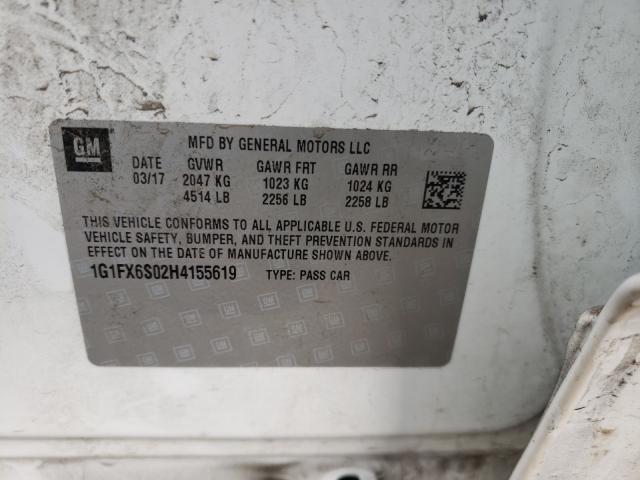 GM
MFD BY GENERAL MOTORS LLC
DATE GVWR GAWR FRT GAWR RR
03/17 2047 KG 1023 KG 1024 KG
4514 LB 2256 LB 2258 LB
THIS VEHICLE CONFORMS TO ALL APPLICABLE U.S. FEDERAL MOTOR
VEHICLE SAFETY, BUMPER, AND THEFT PREVENTION STANDARDS IN
EFFECT ON THE DATE OF MANUFACTURE SHOWN ABOVE.
1G1FX6S02H4155619 TYPE: PASS CAR